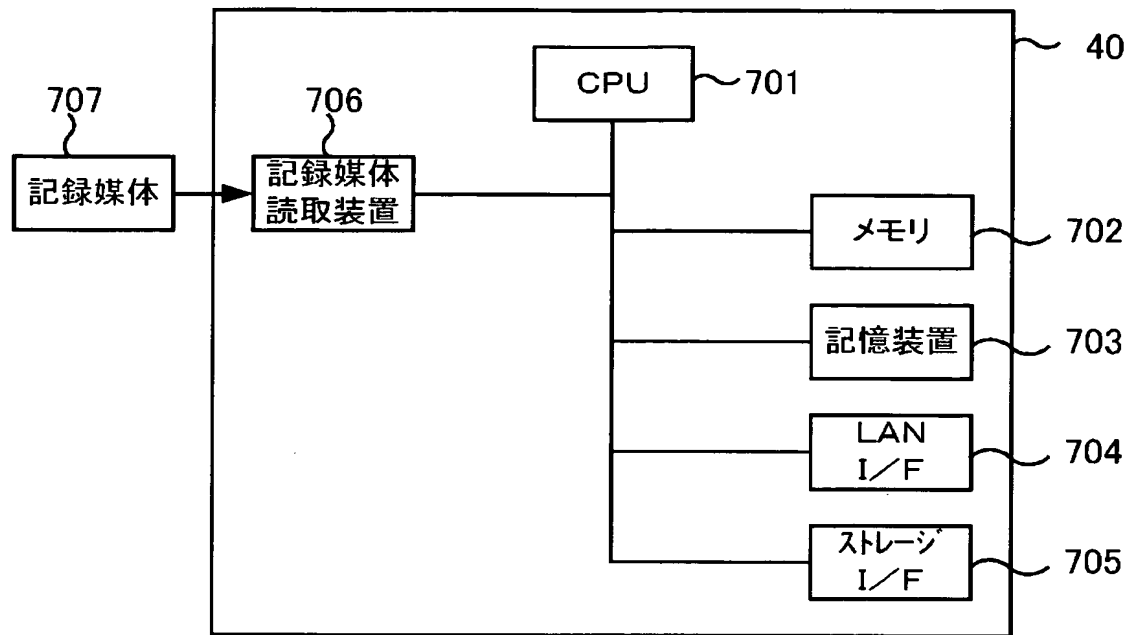 40
CPU
701
707
706
記録媒体
記録媒体
読取装置
メモリ
702
記憶装置
703
LAN
I／F
704
ストレージ
I／F
705